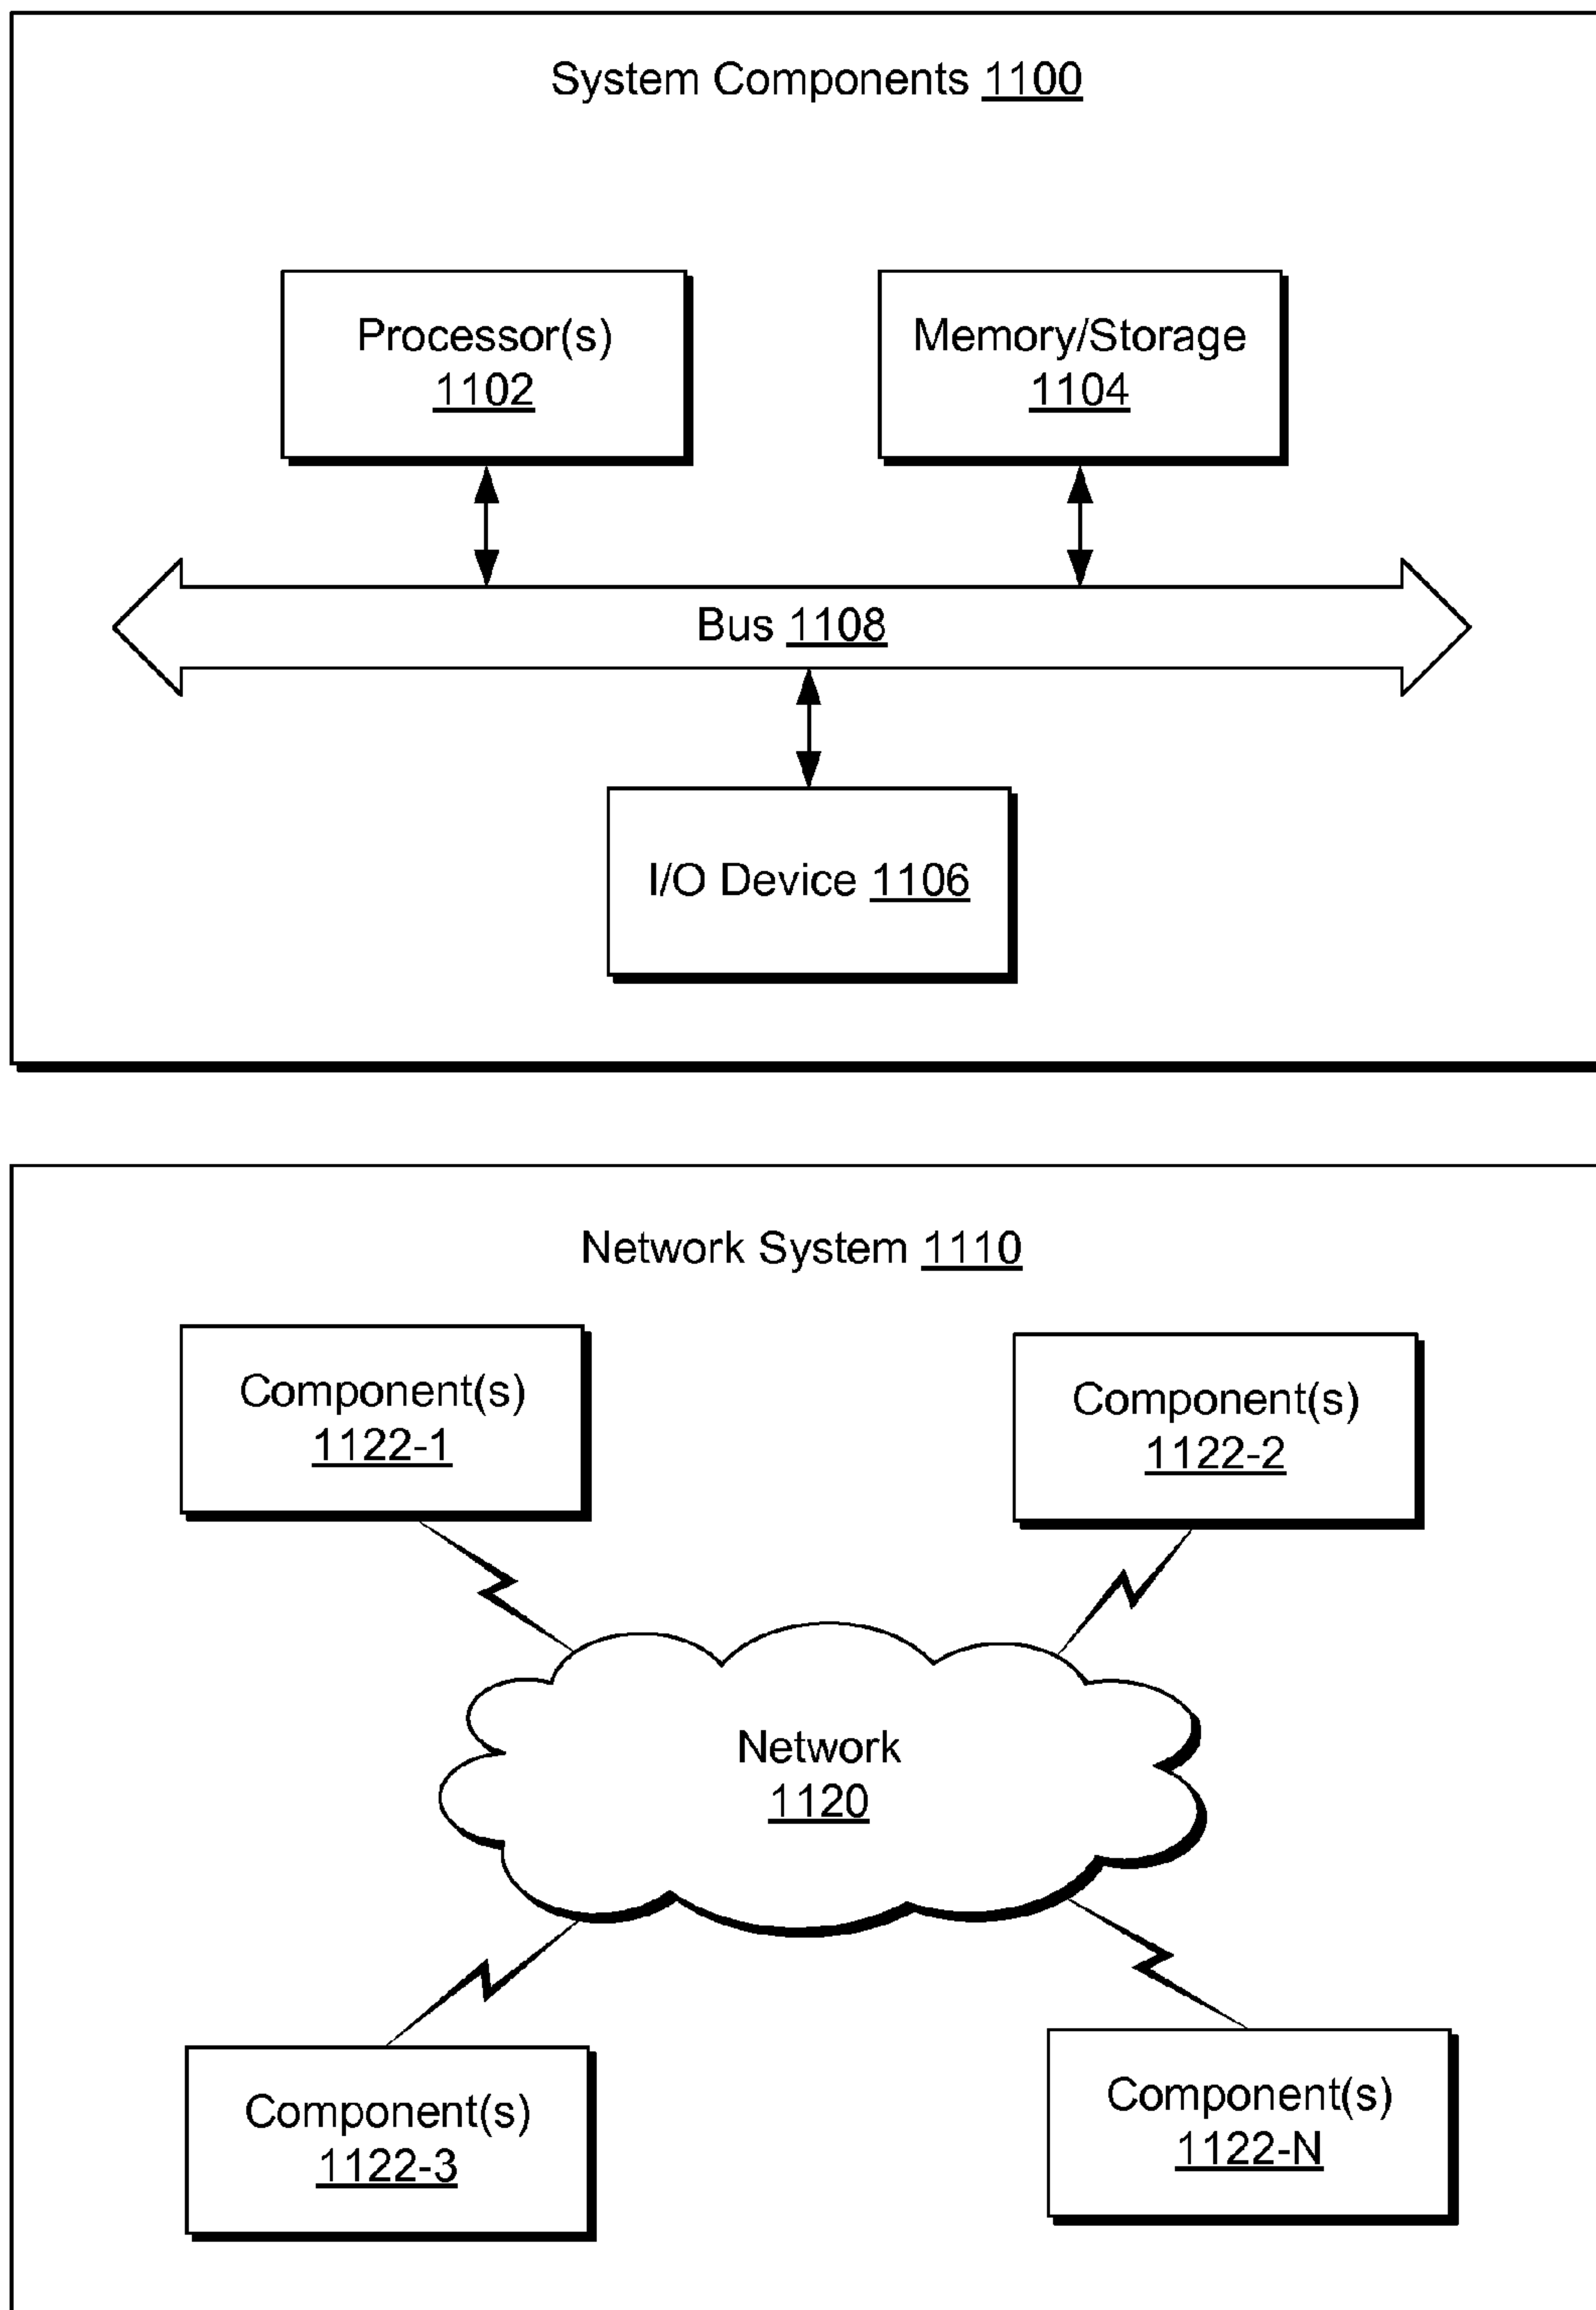 System Components 1100
Processor(s)
1102
Memory/Storage
1104
Bus 1108
I/O Device 1106
Network System 1110
Component(s)
1122-1
Component(s)
1122-2
Network
1120
Component(s)
1122-3
Component(s)
1122-N